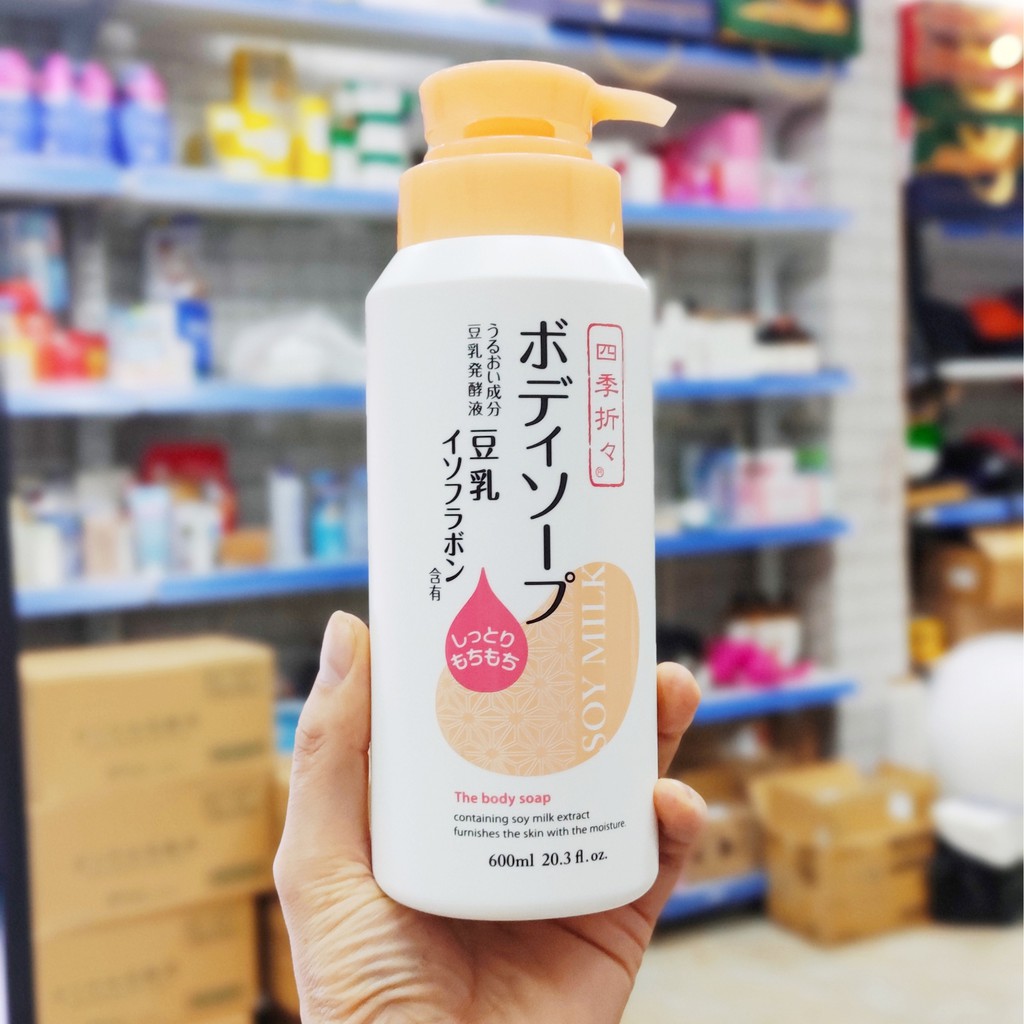 四季折々®
ボディソープ
うるおい成分
豆乳発酵液
豆乳
イソフラボン
含有
しっとり
もちもち
SOY MILK
The body soap
containing soy milk extract
furnishes the skin with the moisture.
600ml 20.3 fl.oz.